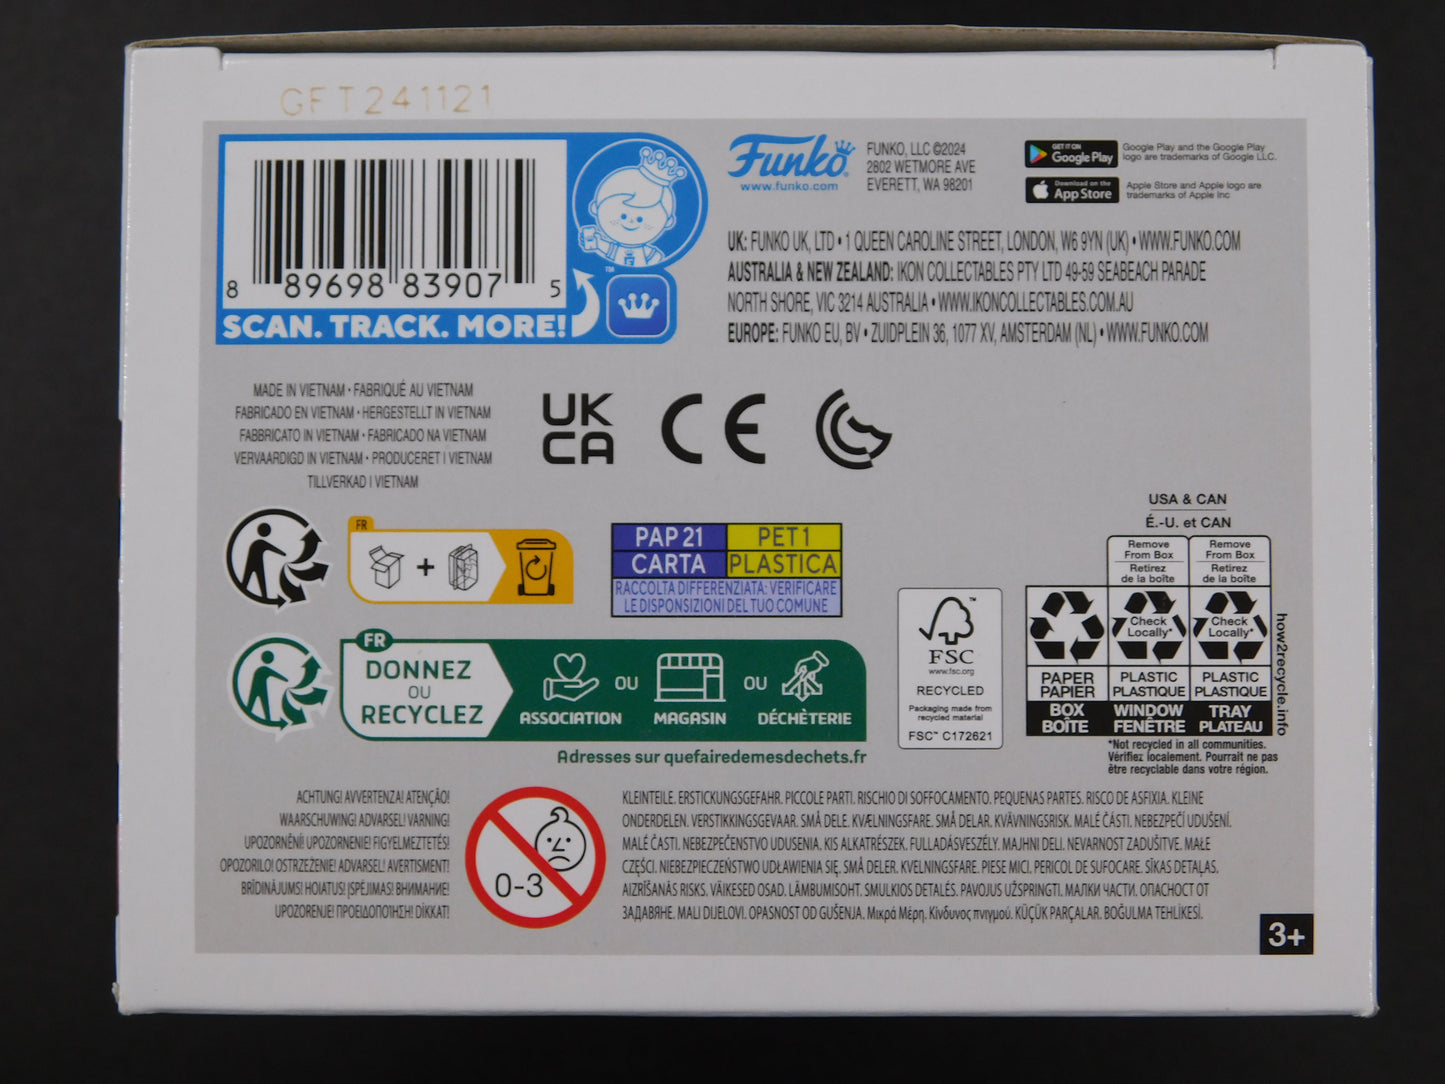 GFT241121
8 89698 83907 5
SCAN. TRACK. MORE!
™
Funko
www.funko.com
FUNKO, LLC ©2024
2802 WETMORE AVE
EVERETT, WA 98201
GET IT ON
Google Play
Google Play and the Google Play
logo are trademarks of Google LLC.
Download on the
App Store
Apple Store and Apple logo are
trademarks of Apple Inc
UK: FUNKO UK, LTD • 1 QUEEN CAROLINE STREET, LONDON, W6 9YN (UK) • WWW.FUNKO.COM
AUSTRALIA & NEW ZEALAND: IKON COLLECTABLES PTY LTD 49-59 SEABEACH PARADE
NORTH SHORE, VIC 3214 AUSTRALIA • WWW.IKONCOLLECTABLES.COM.AU
EUROPE: FUNKO EU, BV • ZUIDPLEIN 36, 1077 XV, AMSTERDAM (NL) • WWW.FUNKO.COM
MADE IN VIETNAM • FABRIQUÉ AU VIETNAM
FABRICADO EN VIETNAM • HERGESTELLT IN VIETNAM
FABBRICATO IN VIETNAM • FABRICADO NA VIETNAM
VERVAARDIGD IN VIETNAM • PRODUCERET I VIETNAM
TILLVERKAD I VIETNAM
UK
CA
CE
FR
+
PAP 21
PET 1
CARTA
PLASTICA
RACCOLTA DIFFERENZIATA: VERIFICARE
LE DISPONSIZIONI DEL TUO COMUNE
USA & CAN
É.-U. et CAN
Remove
From Box
Retirez
de la boîte
Remove
From Box
Retirez
de la boîte
Check
Locally*
Check
Locally*
PAPER
PAPIER
PLASTIC
PLASTIQUE
PLASTIC
PLASTIQUE
BOX
BOÎTE
WINDOW
FENÊTRE
TRAY
PLATEAU
how2recycle.info
*Not recycled in all communities.
Vérifiez localement. Pourrait ne pas
être recyclable dans votre région.
™
FSC
www.fsc.org
RECYCLED
Packaging made from
recycled material
FSC™ C172621
FR
DONNEZ
OU
RECYCLEZ
ASSOCIATION
OU
MAGASIN
OU
DÉCHÈTERIE
Adresses sur quefairedemesdechets.fr
ACHTUNG! AVVERTENZA! ATENÇÃO!
WAARSCHUWING! ADVARSEL! VARNING!
UPOZORNĚNÍ! UPOZORNENIE! FIGYELMEZTETÉS!
OPOZORILO! OSTRZEŻENIE! ADVARSEL! AVERTISMENT!
BRĪDINĀJUMS! HOIATUS! ĮSPĖJIMAS! ВНИМАНИЕ!
UPOZORENJE! ΠΡΟΕΙΔΟΠΟΙΗΣΗ! DİKKAT!
0-3
KLEINTEILE. ERSTICKUNGSGEFAHR. PICCOLE PARTI. RISCHIO DI SOFFOCAMENTO. PEQUENAS PARTES. RISCO DE ASFIXIA. KLEINE
ONDERDELEN. VERSTIKKINGSGEVAAR. SMÅ DELE. KVÆLNINGSFARE. SMÅ DELAR. KVÄVNINGSRISK. MALÉ ČÁSTI. NEBEZPEČÍ UDUŠENÍ.
MALÉ ČASTI. NEBEZPEČENSTVO UDUSENIA. KIS ALKATRÉSZEK. FULLADÁSVESZÉLY. MAJHNI DELI. NEVARNOST ZADUŠITVE. MAŁE
CZĘŚCI. NIEBEZPIECZEŃSTWO UDŁAWIENIA SIĘ. SMÅ DELER. KVELNINGSFARE. PIESE MICI. PERICOL DE SUFOCARE. SĪKAS DETAĻAS.
AIZRĪŠANĀS RISKS. VÄIKESED OSAD. LÄMBUMISOHT. SMULKIOS DETALĖS. PAVOJUS UŽSPRINGTI. МАЛКИ ЧАСТИ. ОПАСНОСТ ОТ
ЗАДАВЯНЕ. MALI DIJELOVI. OPASNOST OD GUŠENJA. Μικρά Μέρη. Κίνδυνος πνιγμού. KÜÇÜK PARÇALAR. BOĞULMA TEHLİKESİ.
3+